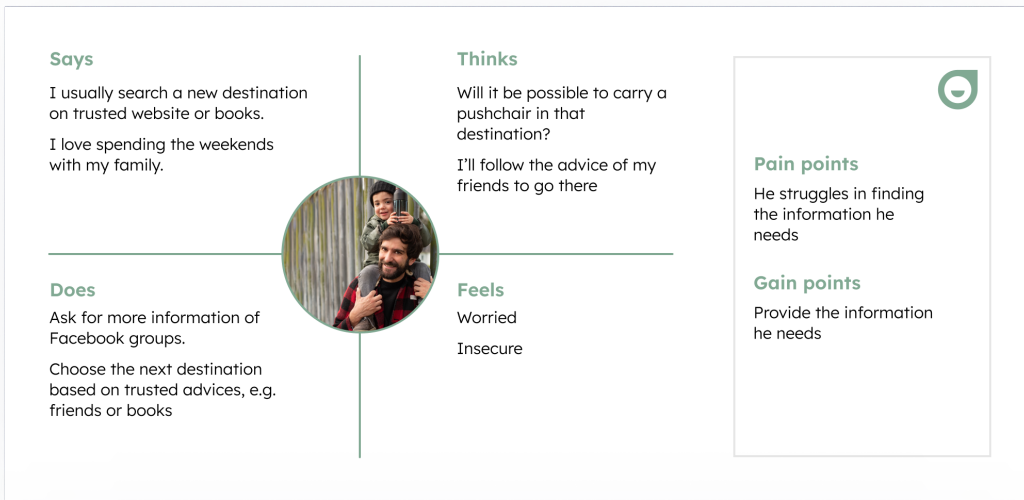 Says
I usually search a new destination
on trusted website or books.
I love spending the weekends
with my family.
Thinks
Will it be possible to carry a
pushchair in that
destination?
I'll follow the advice of my
friends to go there
Does
Ask for more information of
Facebook groups.
Choose the next destination
based on trusted advices, e.g.
friends or books
Feels
Worried
Insecure
Pain points
He struggles in finding
the information he
needs
Gain points
Provide the information
he needs